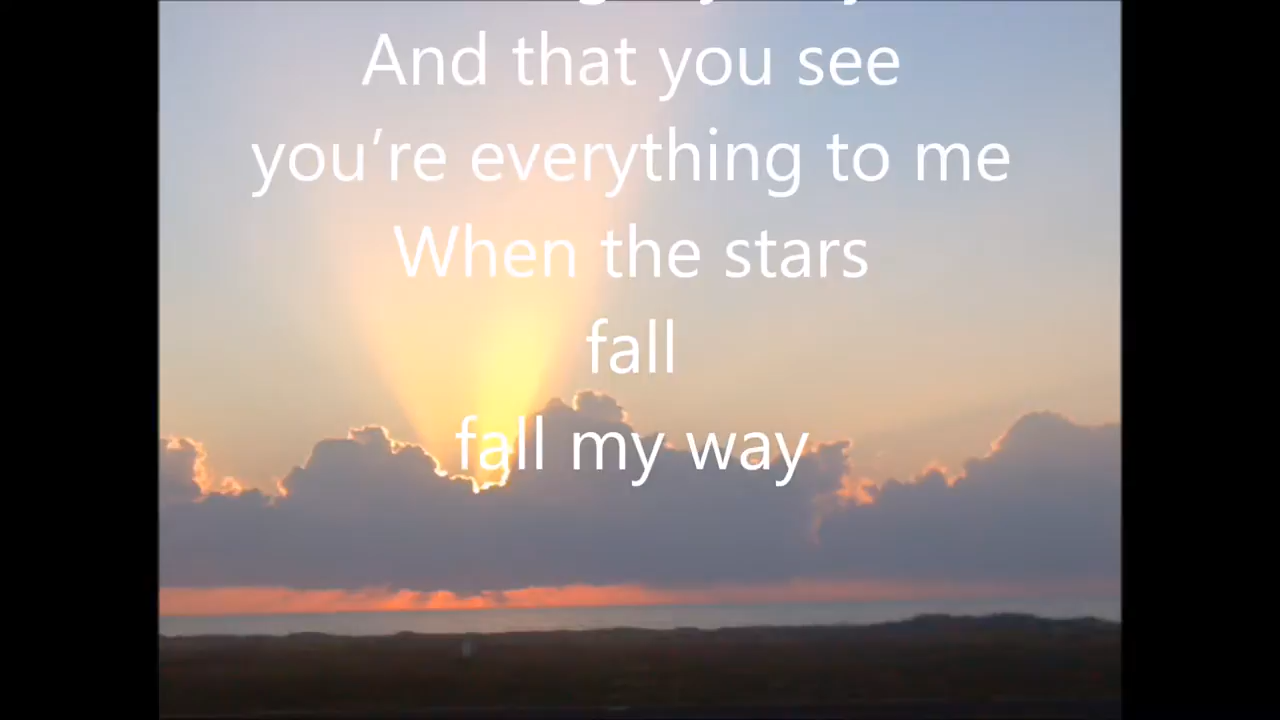 And that you see
you’re everything to me
When the stars
fall
fall my way